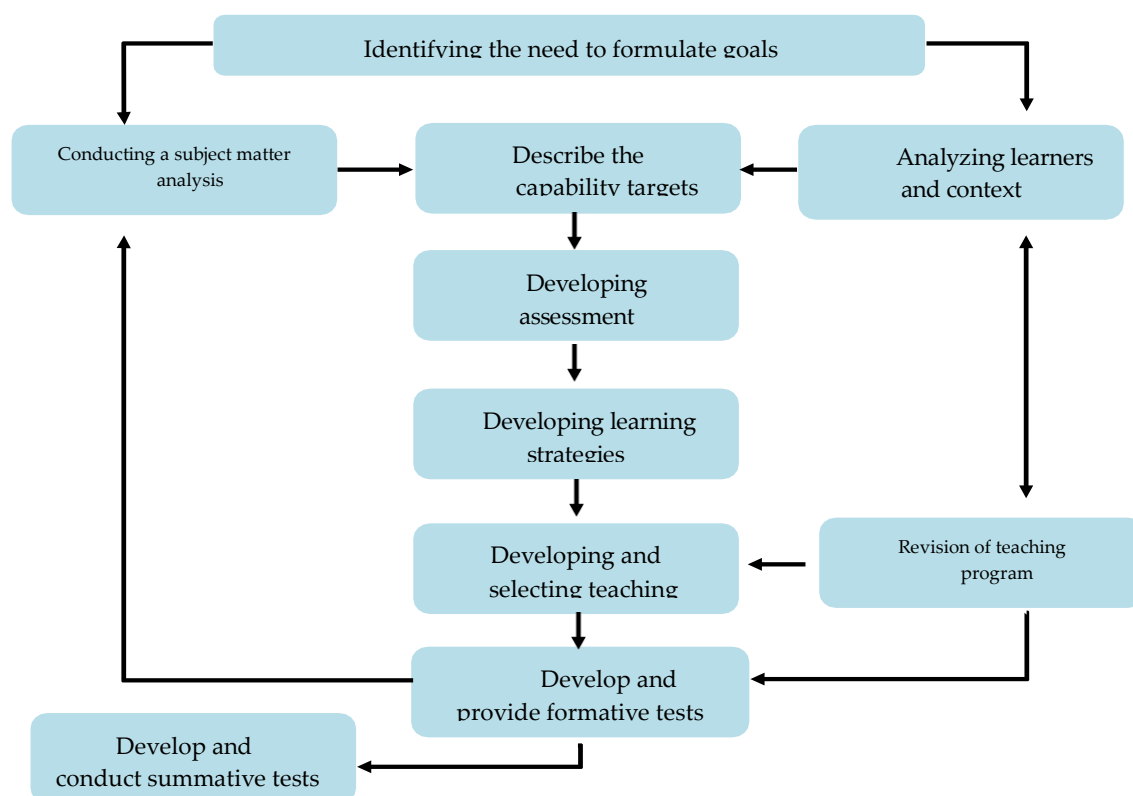 Identifying the need to formulate goals
Conducting a subject matter
analysis
Describe the
capability targets
Analyzing learners
and context
Developing
assessment
Developing learning
strategies
Developing and
selecting teaching
Revision of teaching
program
Develop and
provide formative tests
Develop and
conduct summative tests